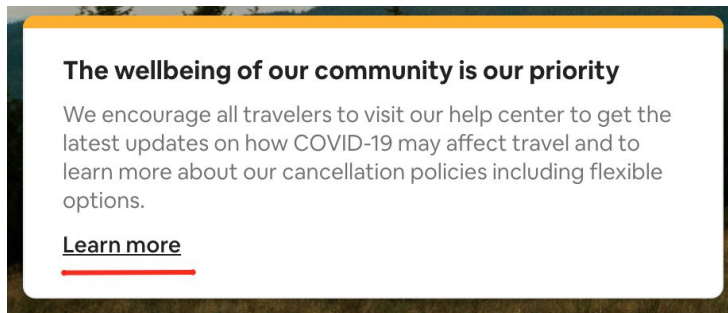 The wellbeing of our community is our priority
We encourage all travelers to visit our help center to get the
latest updates on how COVID-19 may affect travel and to
learn more about our cancellation policies including flexible
options.
Learn more